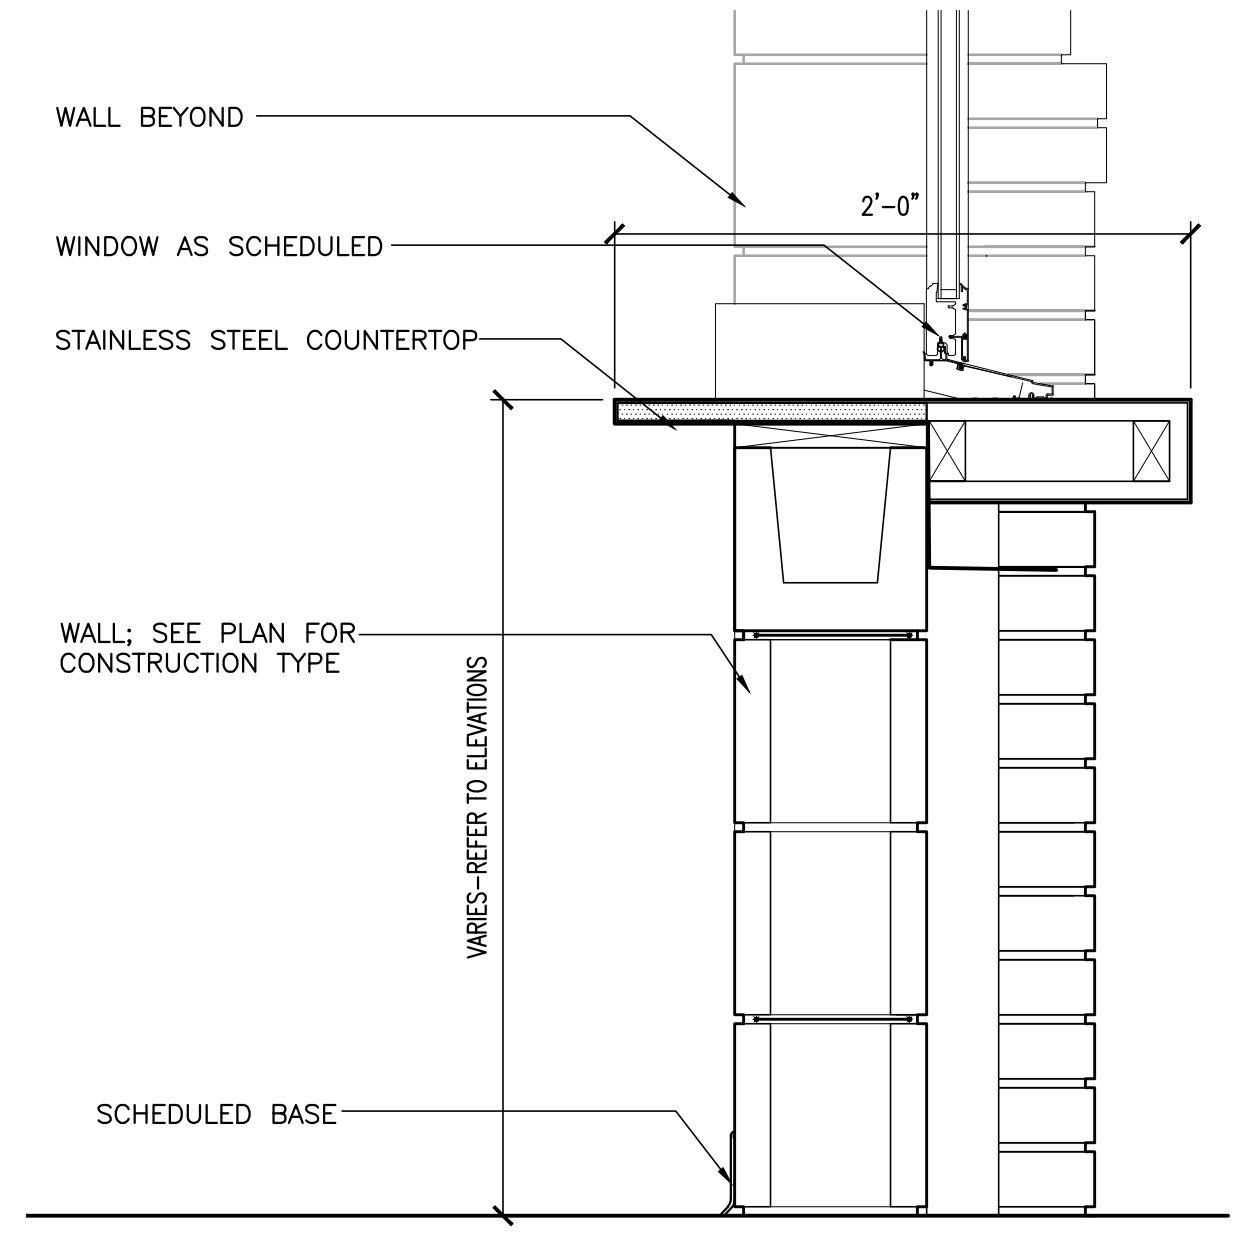 WALL BEYOND
2'-0"
WINDOW AS SCHEDULED
STAINLESS STEEL COUNTERTOP
WALL; SEE PLAN FOR
CONSTRUCTION TYPE
VARIES-REFER TO ELEVATIONS
SCHEDULED BASE